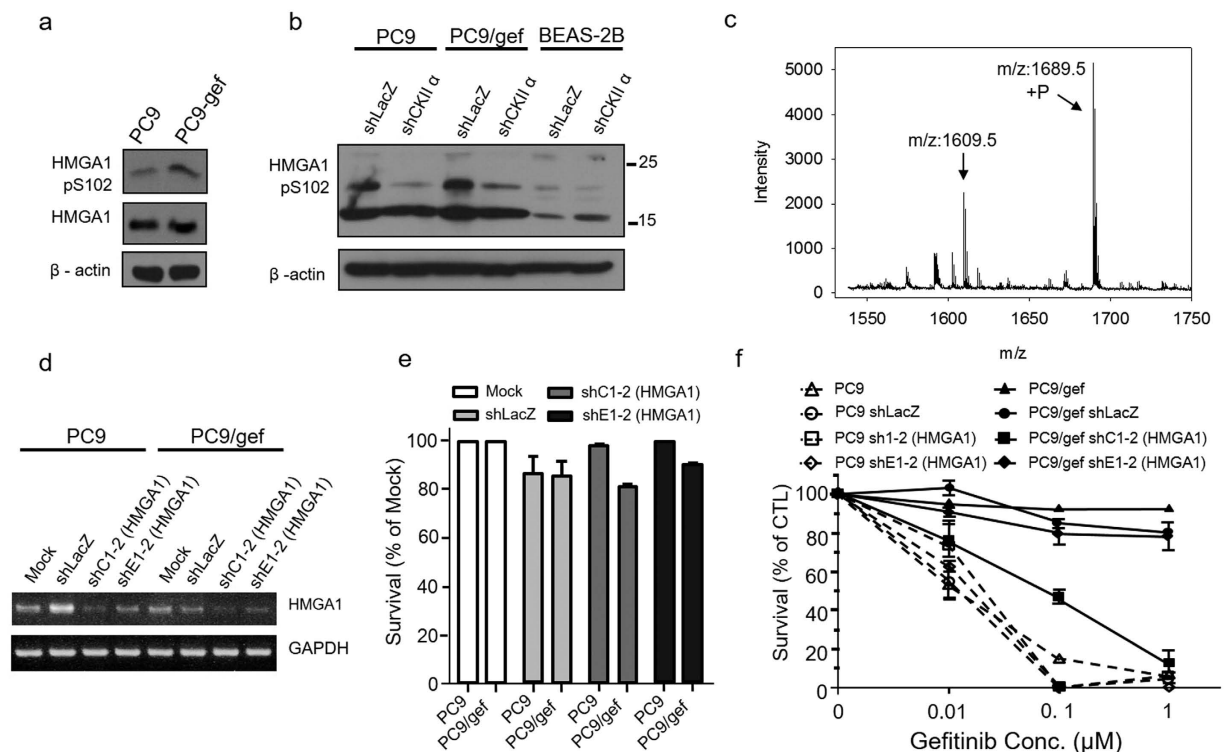 a
PC9
PC9-gef
HMGA1
pS102
HMGA1
β - actin
b
PC9
PC9/gef
BEAS-2B
shLacZ
shCKII α
shLacZ
shCKII α
shLacZ
shCKII α
HMGA1
pS102
25
15
β -actin
c
m/z:1689.5
+P
m/z:1609.5
Intensity
5000
4000
3000
2000
1000
0
1550 1600 1650 1700 1750
m/z
d
PC9
PC9/gef
Mock
shLacZ
shC1-2 (HMGA1)
shE1-2 (HMGA1)
Mock
shLacZ
shC1-2 (HMGA1)
shE1-2 (HMGA1)
HMGA1
GAPDH
e
Mock
shC1-2 (HMGA1)
shLacZ
shE1-2 (HMGA1)
Survival (% of Mock)
100
80
60
40
20
0
PC9
PC9/gef
PC9
PC9/gef
PC9
PC9/gef
PC9
PC9/gef
f
PC9
PC9/gef
PC9 shLacZ
PC9/gef shLacZ
PC9 sh1-2 (HMGA1)
PC9/gef shC1-2 (HMGA1)
PC9 shE1-2 (HMGA1)
PC9/gef shE1-2 (HMGA1)
Survival (% of CTL)
100
80
60
40
20
0
0 0.01 0. 1 1
Gefitinib Conc. (μM)